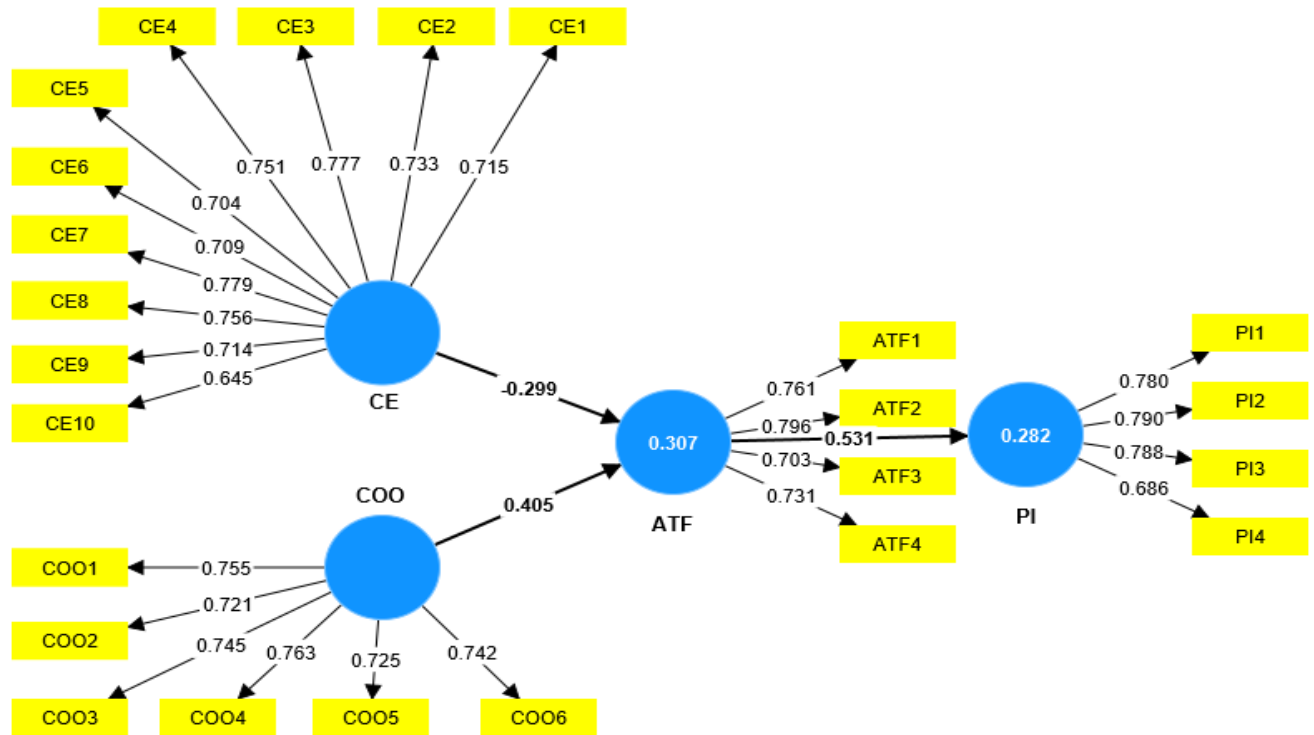 CE4 CE3 CE2 CE1
CE5
CE6
CE7
CE8
CE9
CE10
0.751 0.777 0.733 0.715
0.704
0.709
0.779
0.756
0.714
0.645
CE
-0.299
COO
0.405
COO1
COO2
COO3 COO4 COO5 COO6
0.755
0.721
0.745
0.763
0.725
0.742
0.307
ATF
ATF1
ATF2
ATF3
ATF4
0.761
0.796
0.531
0.703
0.731
0.282
PI
0.780
0.790
0.788
0.686
PI1
PI2
PI3
PI4